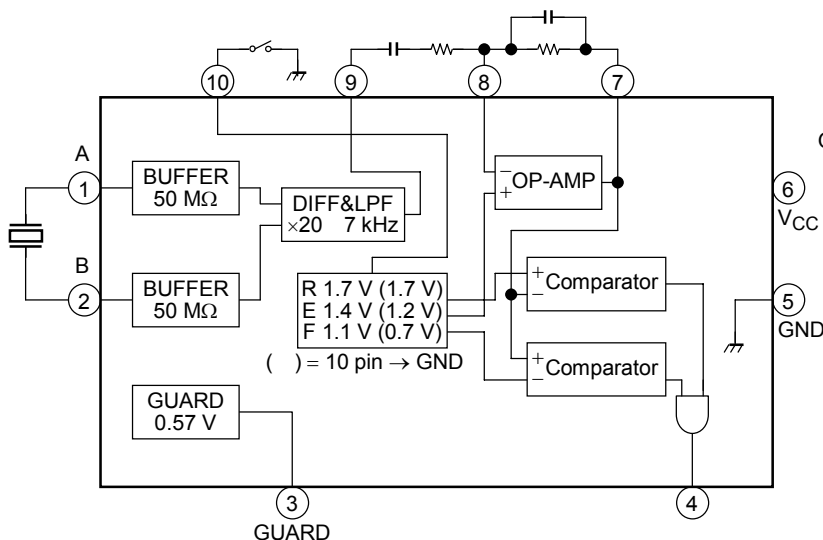 10
9
8
7
A
1
BUFFER
50 MΩ
DIFF&LPF
×20 7 kHz
−
+
OP-AMP
6
VCC
B
2
BUFFER
50 MΩ
R 1.7 V (1.7 V)
E 1.4 V (1.2 V)
F 1.1 V (0.7 V)
( ) = 10 pin → GND
+
−
Comparator
5
GND
+
−
Comparator
GUARD
0.57 V
3
GUARD
4